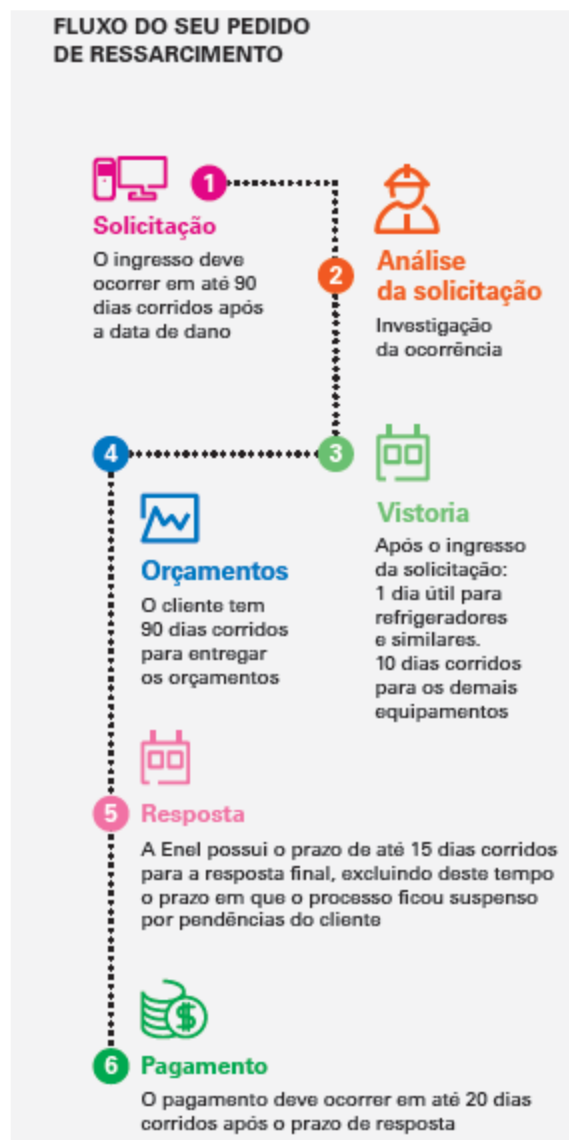 FLUXO DO SEU PEDIDO
DE RESSARCIMENTO
1
Solicitação
O ingresso deve
ocorrer em até 90
dias corridos após
a data de dano
2
Análise
da solicitação
Investigação
da ocorrência
3
Vistoria
Após o ingresso
da solicitação:
1 dia útil para
refrigeradores
e similares.
10 dias corridos
para os demais
equipamentos
4
Orçamentos
O cliente tem
90 dias corridos
para entregar
os orçamentos
5
Resposta
A Enel possui o prazo de até 15 dias corridos
para a resposta final, excluindo deste tempo
o prazo em que o processo ficou suspenso
por pendências do cliente
$
6
Pagamento
O pagamento deve ocorrer em até 20 dias
corridos após o prazo de resposta